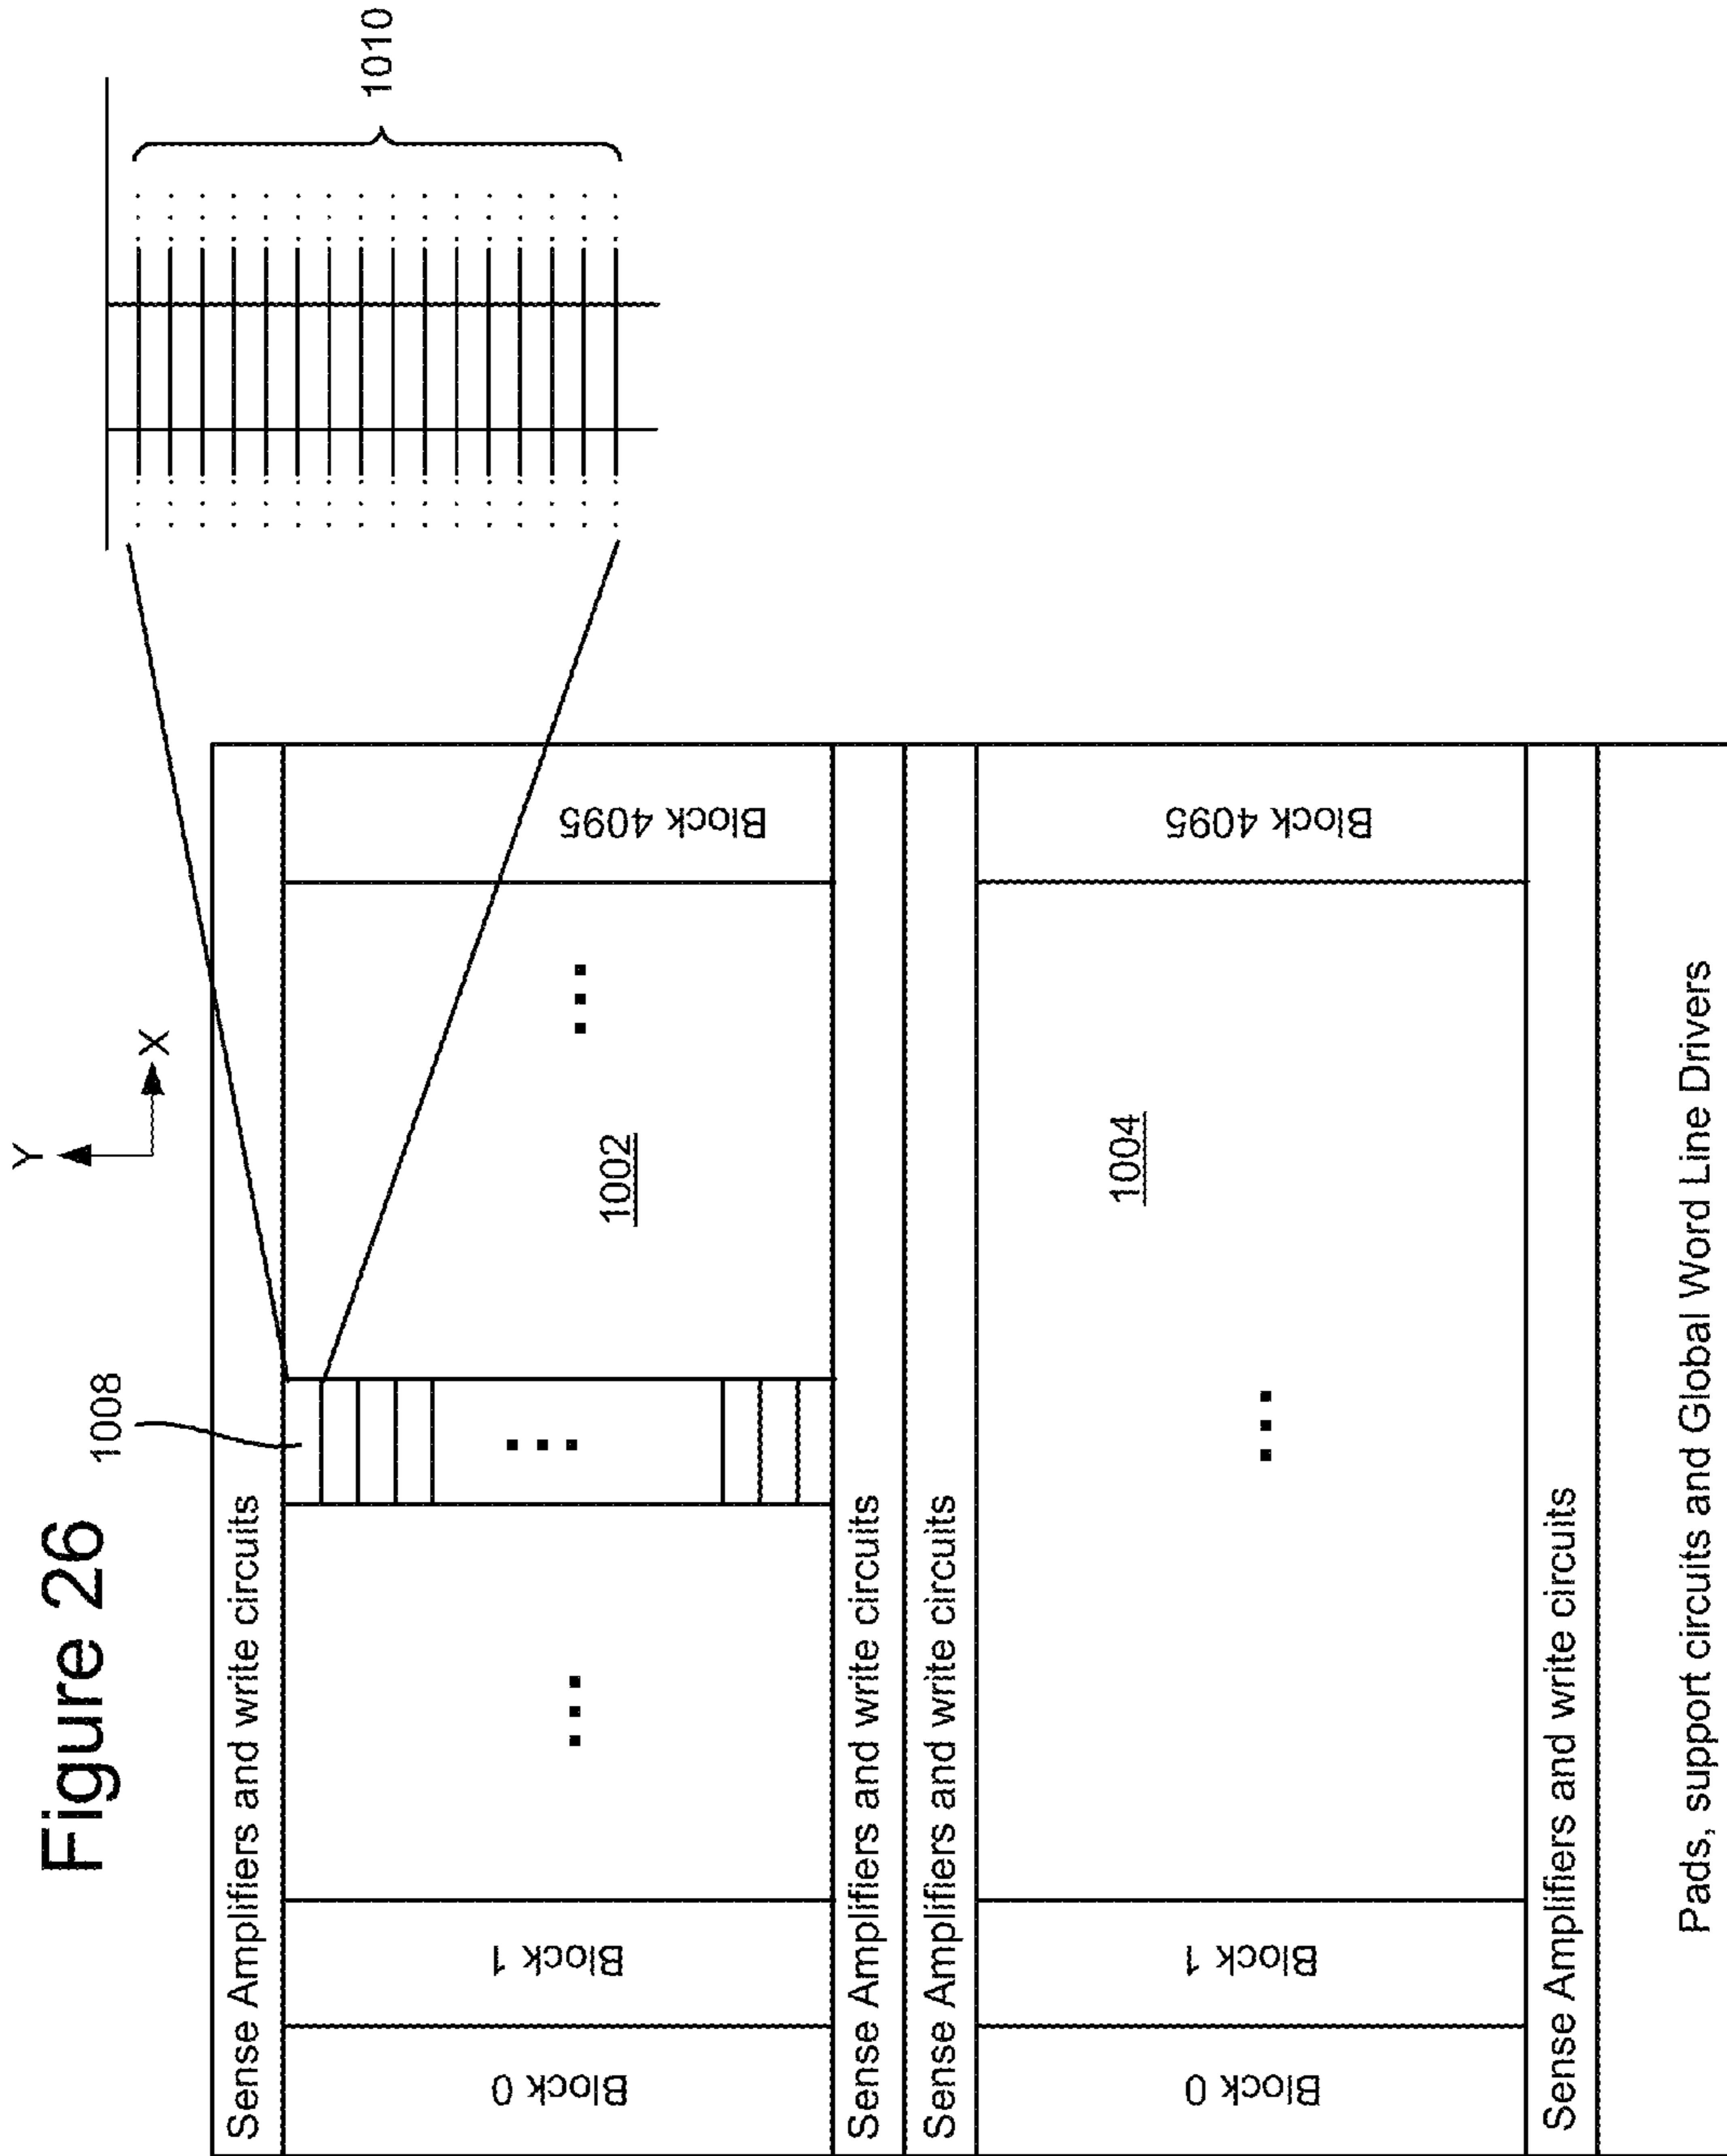 Figure 26
Y
X
1008
1010
Sense Amplifiers and write circuits
Block 0
Block 1
...
1002
...
Block 4095
Sense Amplifiers and write circuits
Sense Amplifiers and write circuits
Block 0
Block 1
...
1004
Block 4095
Sense Amplifiers and write circuits
Pads, support circuits and Global Word Line Drivers